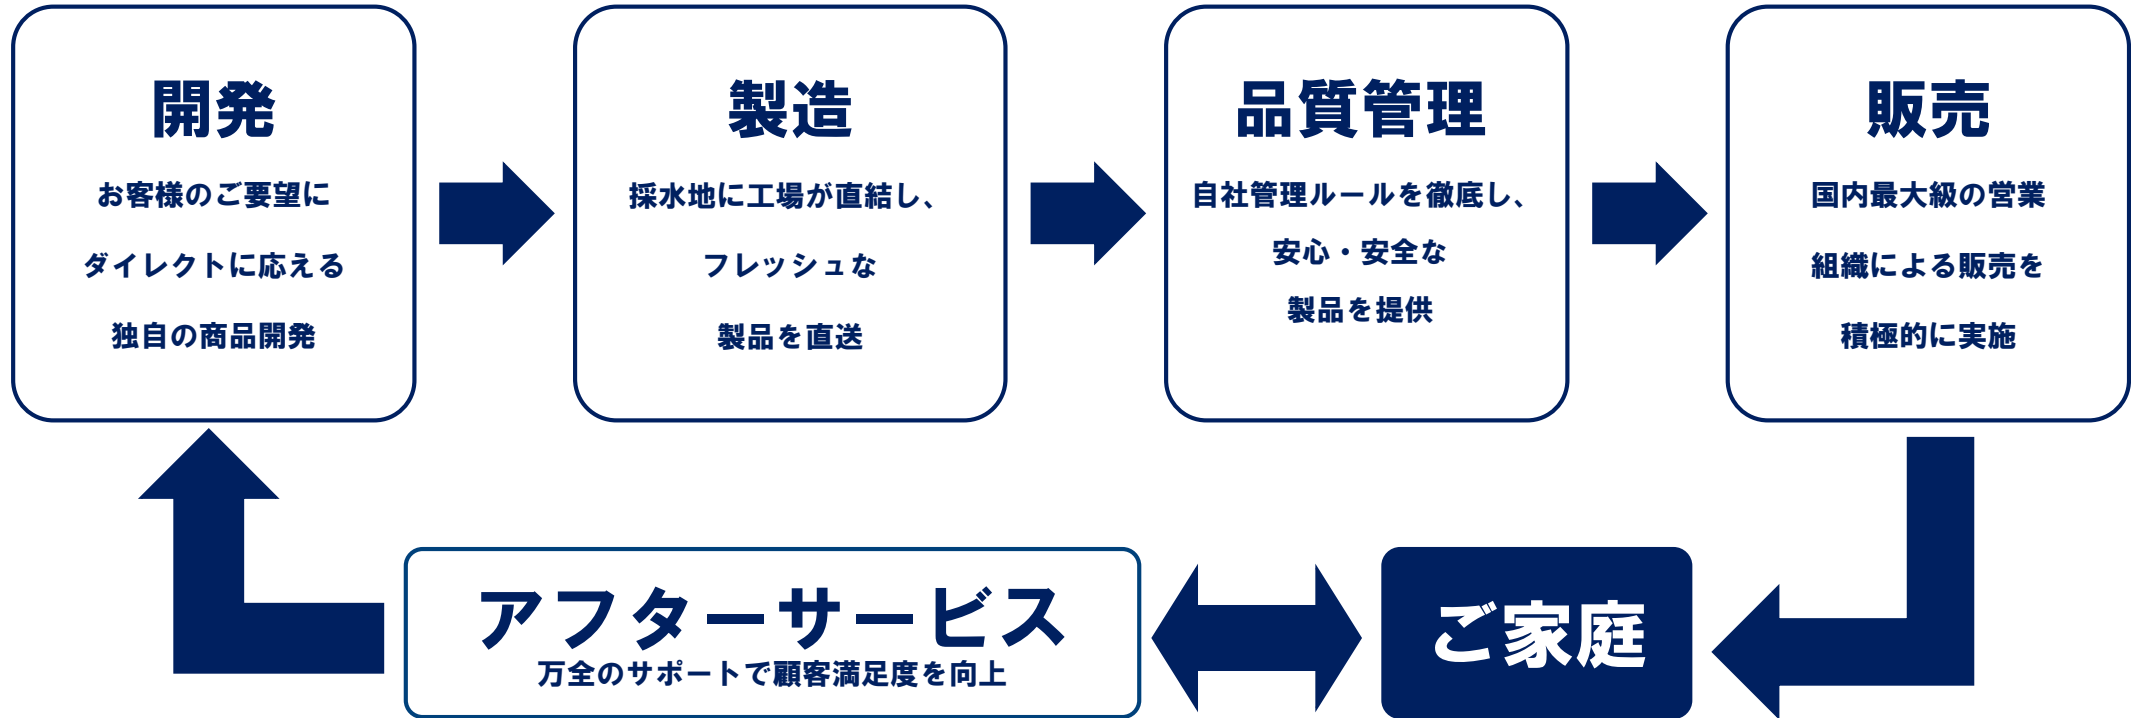 開発
お客様のご要望に
ダイレクトに応える
独自の商品開発
製造
採水地に工場が直結し、
フレッシュな
製品を直送
品質管理
自社管理ルールを徹底し、
安心・安全な
製品を提供
販売
国内最大級の営業
組織による販売を
積極的に実施
アフターサービス
万全のサポートで顧客満足度を向上
ご家庭